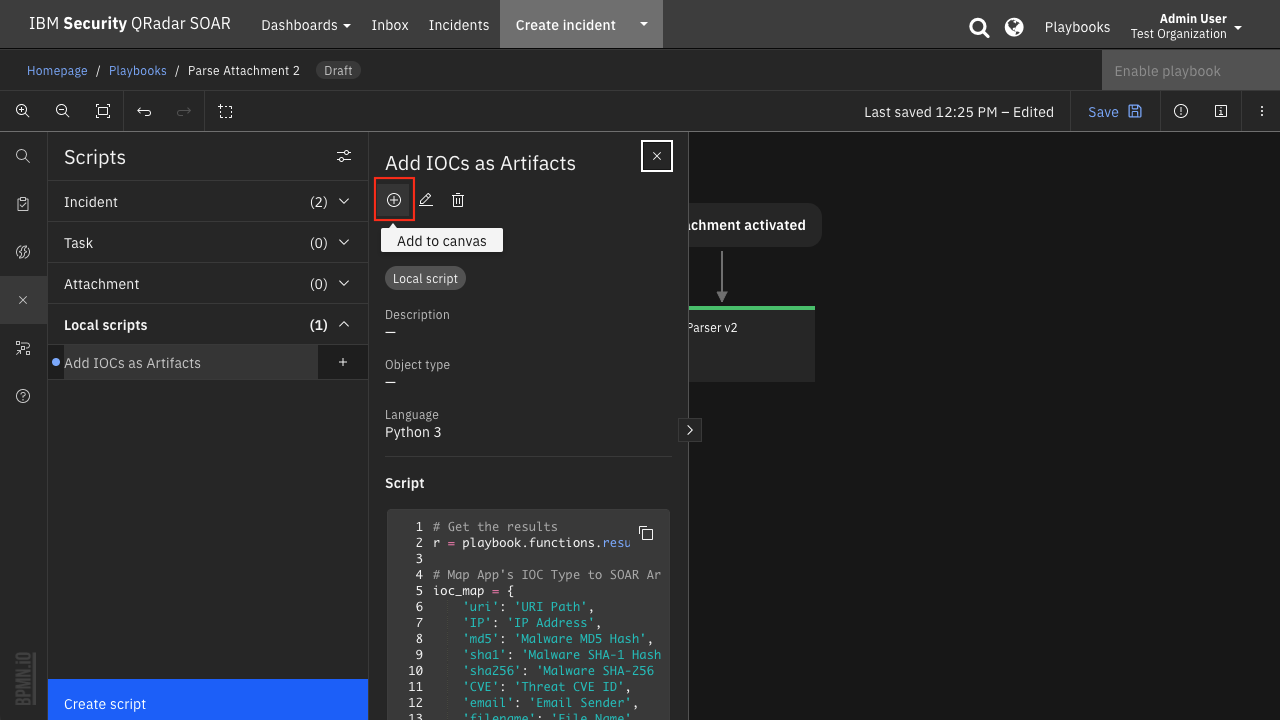 IBM Security QRadar SOAR
Dashboards
Inbox
Incidents
Create incident
Playbooks
Admin User
Test Organization
Homepage / Playbooks / Parse Attachment 2
Draft
Enable playbook
Last saved 12:25 PM – Edited
Save
Scripts
Incident (2)
Task (0)
Attachment (0)
Local scripts (1)
Add IOCs as Artifacts
Create script
BPMN.iO
Add IOCs as Artifacts
Add to canvas
Local script
Description
—
Object type
—
Language
Python 3
Script
1 # Get the results
2 r = playbook.functions.resu
3
4 # Map App's IOC Type to SOAR Ar
5 ioc_map = {
6 'uri': 'URI Path',
7 'IP': 'IP Address',
8 'md5': 'Malware MD5 Hash',
9 'sha1': 'Malware SHA-1 Hash
10 'sha256': 'Malware SHA-256
11 'CVE': 'Threat CVE ID',
12 'email': 'Email Sender',
13 'filename': 'File Name'
achment activated
Parser v2